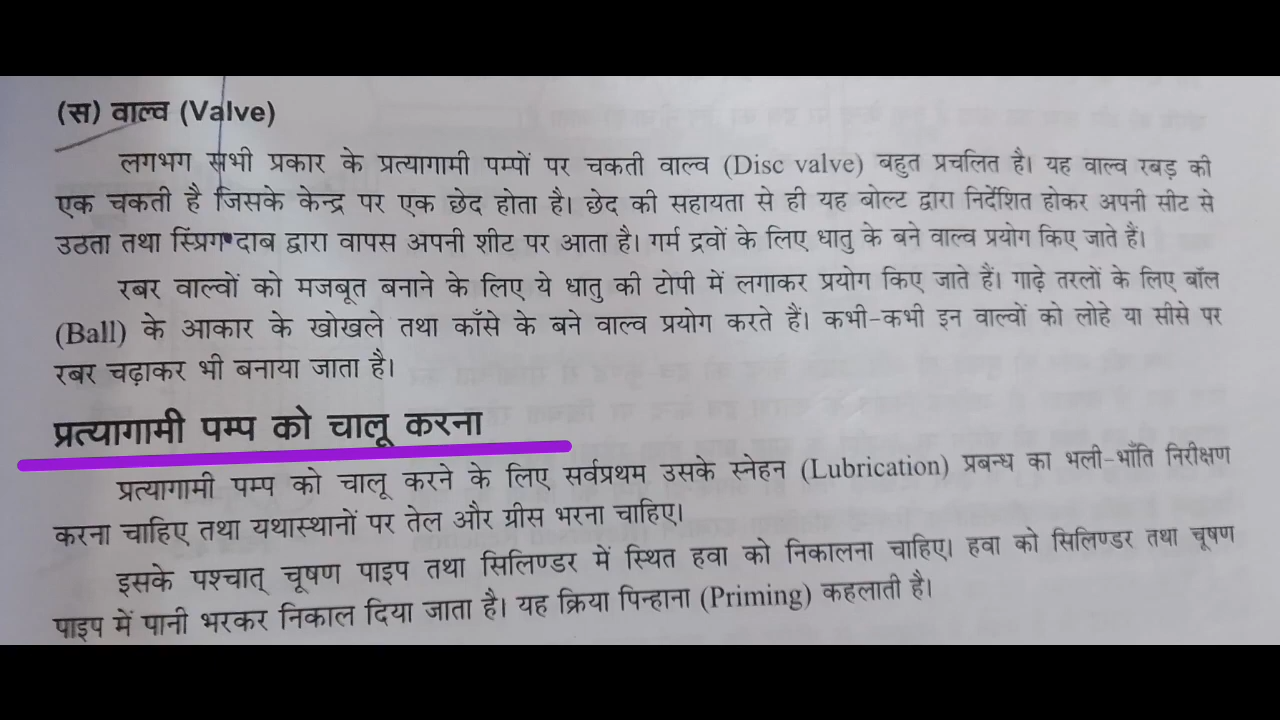 (स) वाल्व (Valve)
लगभग सभी प्रकार के प्रत्यागामी पम्पों पर चकती वाल्व (Disc valve) बहुत प्रचलित है। यह वाल्व रबड़ की
एक चकती है जिसके केन्द्र पर एक छेद होता है। छेद की सहायता से ही यह बोल्ट द्वारा निर्देशित होकर अपनी सीट से
उठता तथा स्प्रिंग दाब द्वारा वापस अपनी शीट पर आता है। गर्म द्रवों के लिए धातु के बने वाल्व प्रयोग किए जाते हैं।
रबर वाल्वों को मजबूत बनाने के लिए ये धातु की टोपी में लगाकर प्रयोग किए जाते हैं। गाढ़े तरलों के लिए बॉल
(Ball) के आकार के खोखले तथा काँसे के बने वाल्व प्रयोग करते हैं। कभी-कभी इन वाल्वों को लोहे या सीसे पर
रबर चढ़ाकर भी बनाया जाता है।
प्रत्यागामी पम्प को चालू करना
प्रत्यागामी पम्प को चालू करने के लिए सर्वप्रथम उसके स्नेहन (Lubrication) प्रबन्ध का भली-भाँति निरीक्षण
करना चाहिए तथा यथास्थानों पर तेल और ग्रीस भरना चाहिए।
इसके पश्चात् चूषण पाइप तथा सिलिण्डर में स्थित हवा को निकालना चाहिए। हवा को सिलिण्डर तथा चूषण
पाइप में पानी भरकर निकाल दिया जाता है। यह क्रिया पिन्हाना (Priming) कहलाती है।